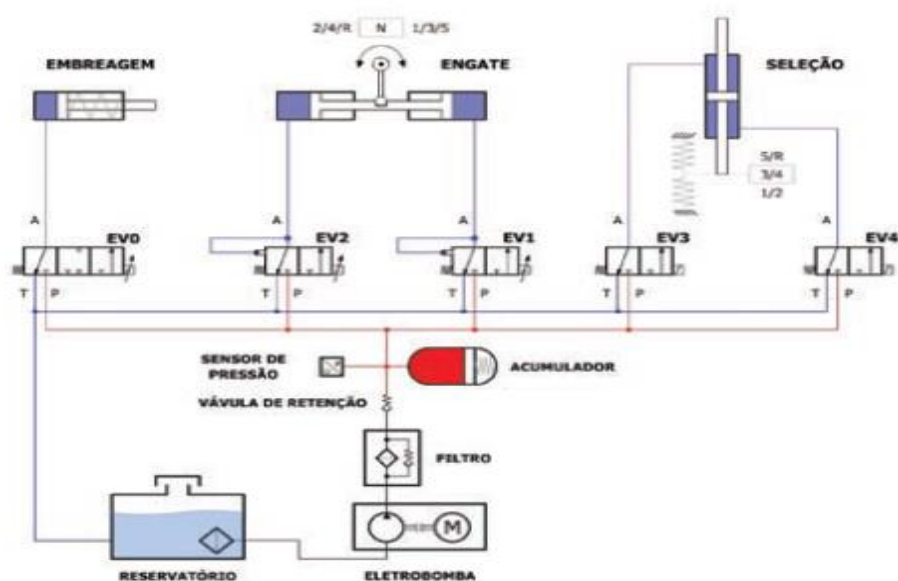 2/4/R N 1/3/5
EMBREAGEM
ENGATE
SELEÇÃO
5/R
3/4
1/2
A
A
A
A
A
EV0
EV2
EV1
EV3
EV4
T P
T P
T P
T P
T P
SENSOR DE
PRESSÃO
ACUMULADOR
VÁVULA DE RETENÇÃO
FILTRO
M
RESERVATÓRIO
ELETROBOMBA